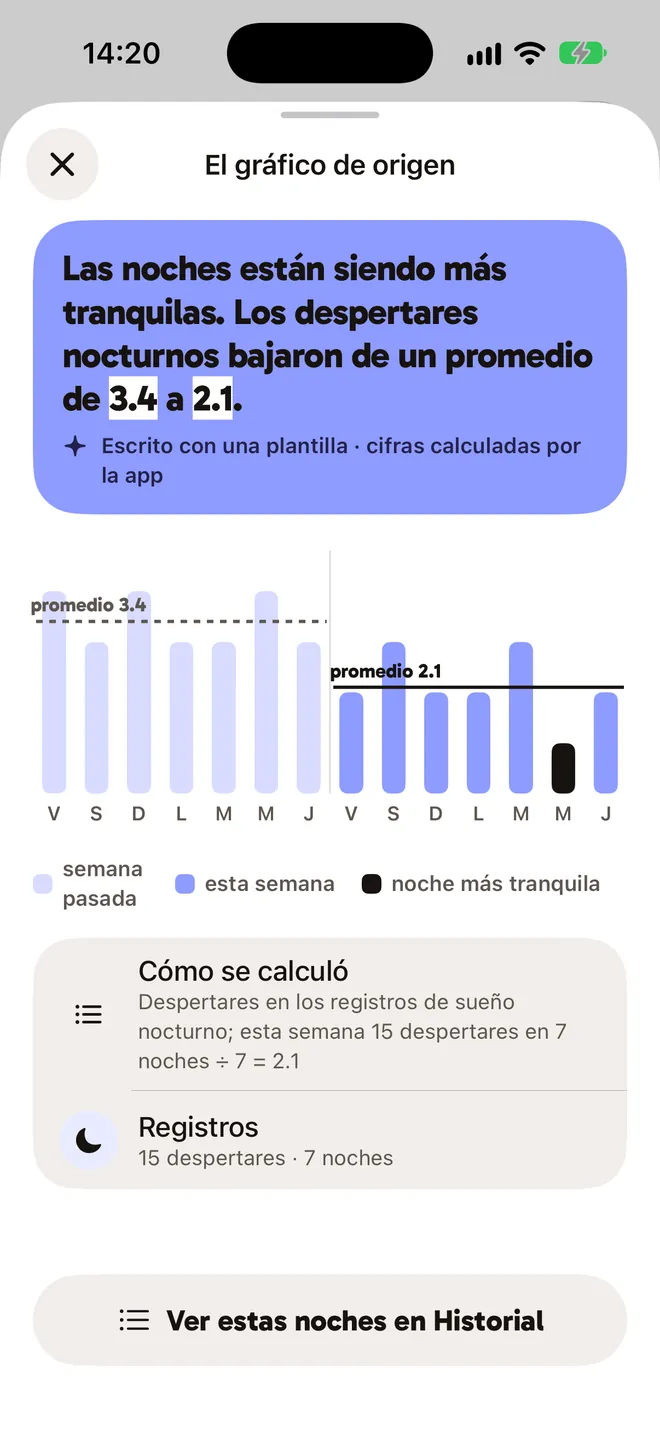 14:20
El gráfico de origen
Las noches están siendo más
tranquilas. Los despertares
nocturnos bajaron de un promedio
de 3.4 a 2.1.
Escrito con una plantilla · cifras calculadas por
la app
promedio 3.4
promedio 2.1
V S D L M M J V S D L M M J
semana
pasada
esta semana
noche más tranquila
Cómo se calculó
Despertares en los registros de sueño
nocturno; esta semana 15 despertares en 7
noches ÷ 7 = 2.1
Registros
15 despertares · 7 noches
Ver estas noches en Historial